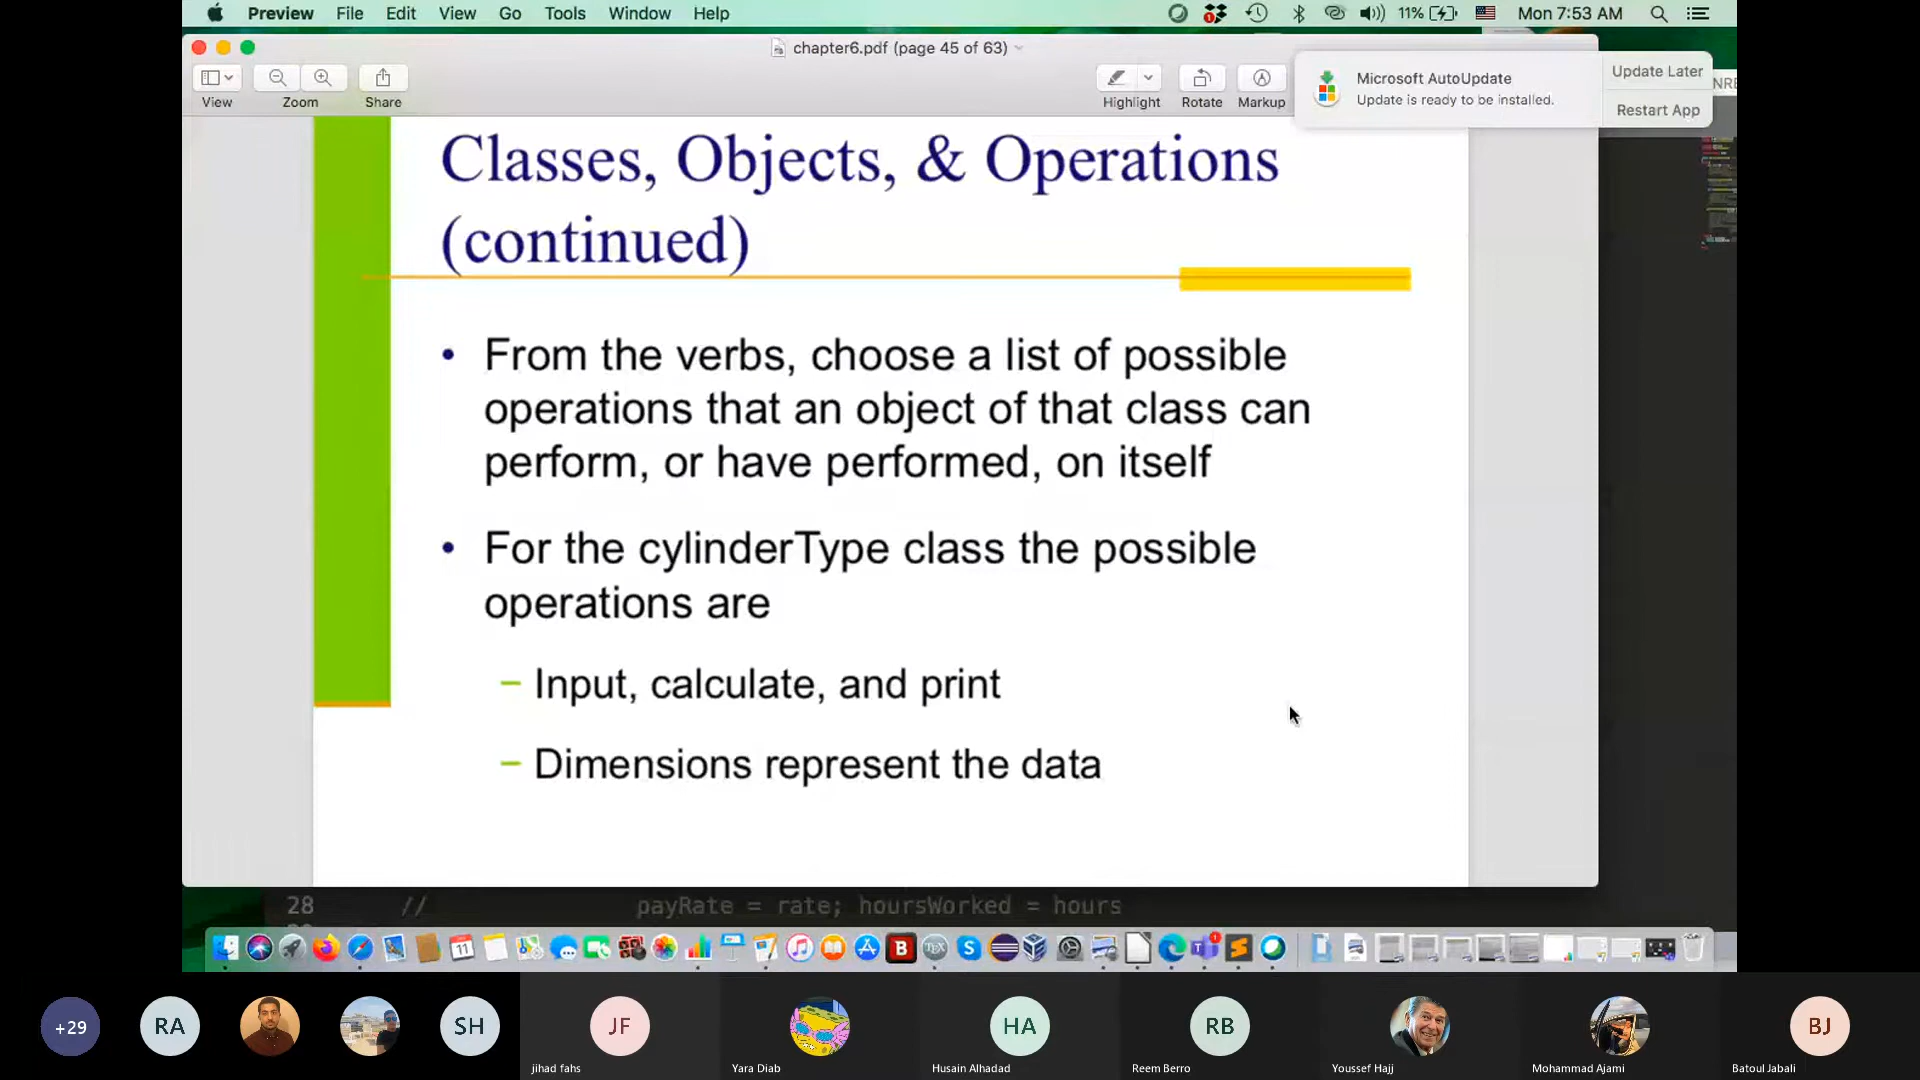 Preview File Edit View Go Tools Window Help 11% Mon 7:53 AM
chapter6.pdf (page 45 of 63)
View Zoom Share Highlight Rotate Markup
Microsoft AutoUpdate
Update is ready to be installed.
Update Later
Restart App
NRE
Classes, Objects, & Operations
(continued)
• From the verbs, choose a list of possible
operations that an object of that class can
perform, or have performed, on itself
• For the cylinderType class the possible
operations are
– Input, calculate, and print
– Dimensions represent the data
28 // payRate = rate; hoursWorked = hours
11
B
TEX
S
+29 RA SH JF HA RB BJ
jihad fahs Yara Diab Husain Alhadad Reem Berro Youssef Hajj Mohammad Ajami Batoul Jabali